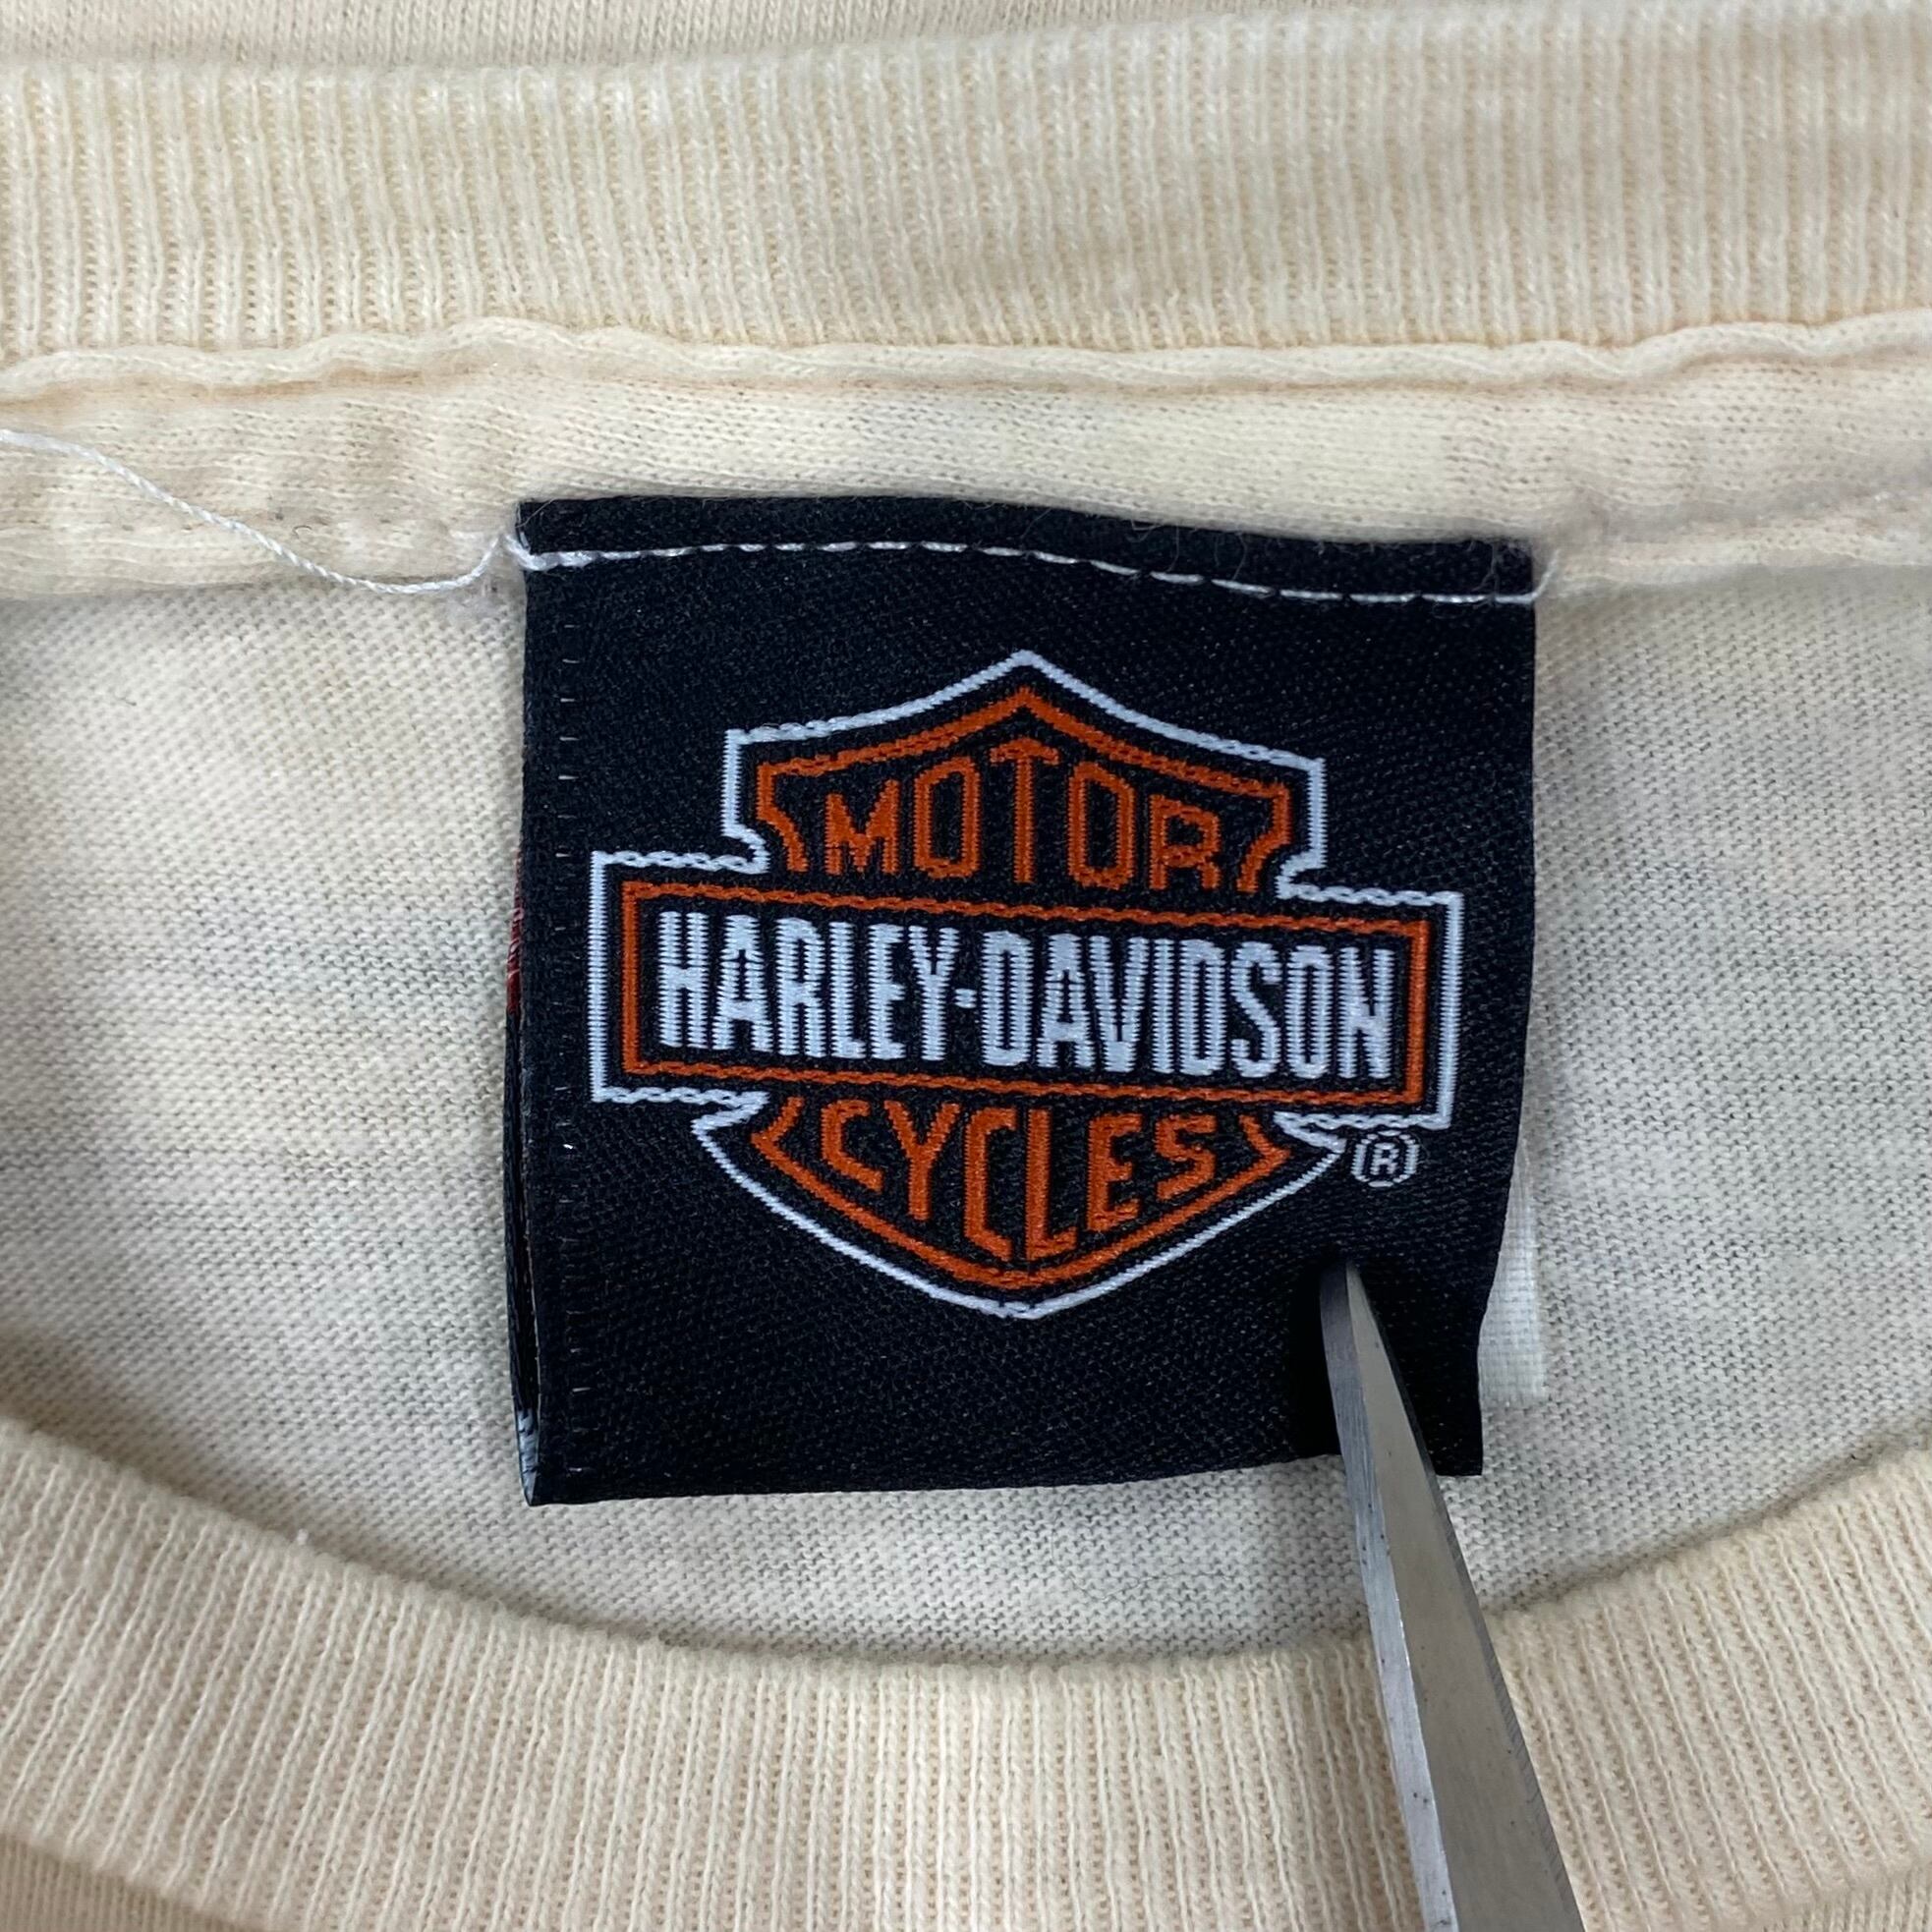 MOTOR
HARLEY-DAVIDSON
CYCLES
®